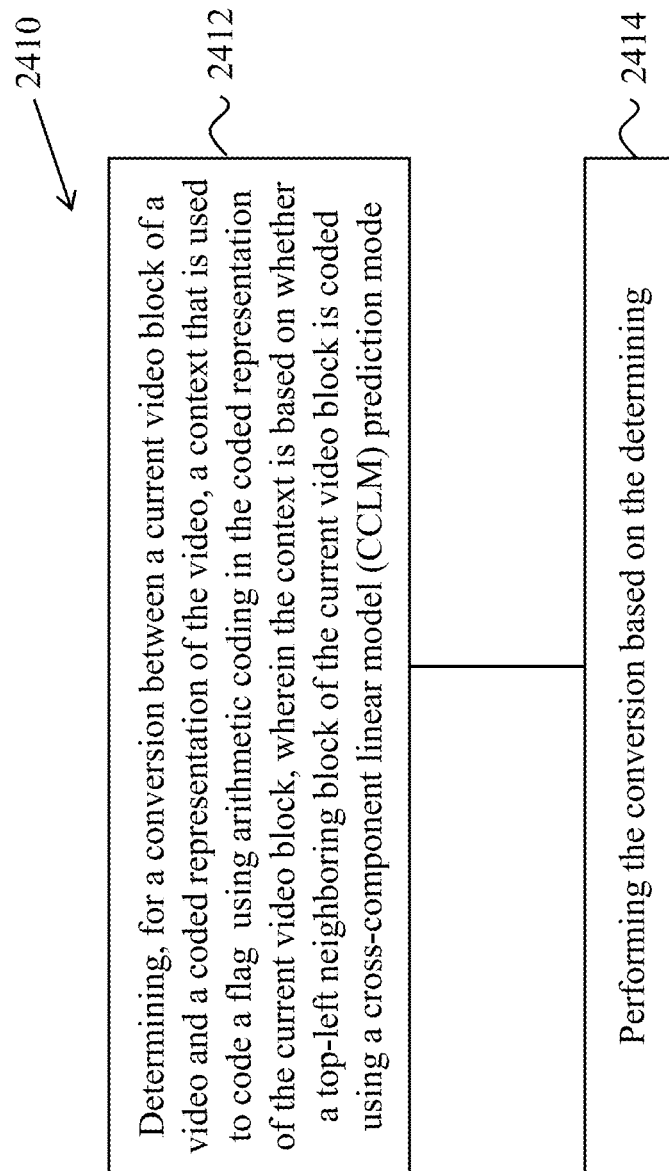 2410
Determining, for a conversion between a current video block of a
video and a coded representation of the video, a context that is used
to code a flag using arithmetic coding in the coded representation
of the current video block, wherein the context is based on whether
a top-left neighboring block of the current video block is coded
using a cross-component linear model (CCLM) prediction mode
2412
Performing the conversion based on the determining
2414